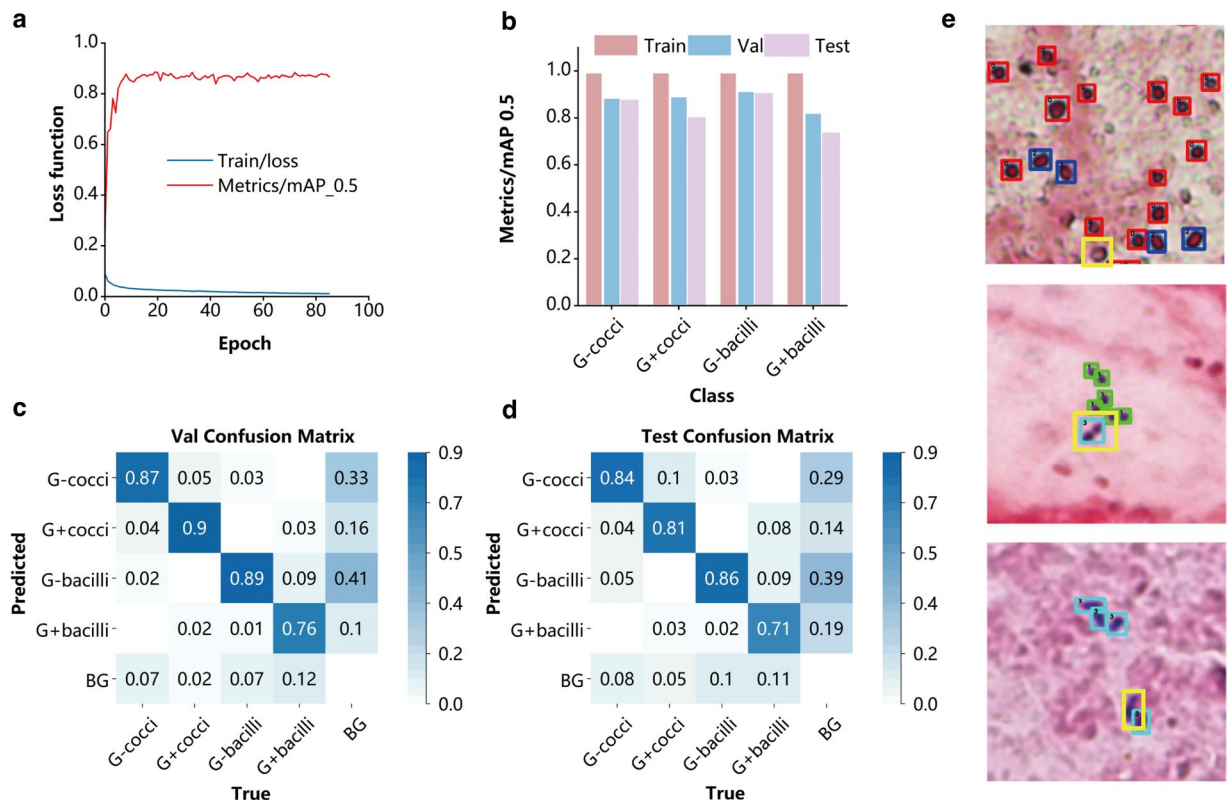 a
1.0
0.8
0.6
0.4
0.2
0.0
Loss function
Train/loss
Metrics/mAP_0.5
0 20 40 60 80 100
Epoch
b
Train Val Test
1.0
0.8
0.6
0.4
0.2
0.0
Metrics/mAP 0.5
G-cocci G+cocci G-bacilli G+bacilli
Class
c
Val Confusion Matrix
Predicted
G-cocci 0.87 0.05 0.03 0.33
G+cocci 0.04 0.9 0.03 0.16
G-bacilli 0.02 0.89 0.09 0.41
G+bacilli 0.02 0.01 0.76 0.1
BG 0.07 0.02 0.07 0.12
G-cocci G+cocci G-bacilli G+bacilli BG
True
0.9
0.7
0.5
0.4
0.2
0.0
d
Test Confusion Matrix
Predicted
G-cocci 0.84 0.1 0.03 0.29
G+cocci 0.04 0.81 0.08 0.14
G-bacilli 0.05 0.86 0.09 0.39
G+bacilli 0.03 0.02 0.71 0.19
BG 0.08 0.05 0.1 0.11
G-cocci G+cocci G-bacilli G+bacilli BG
True
0.9
0.7
0.5
0.4
0.2
0.0
e